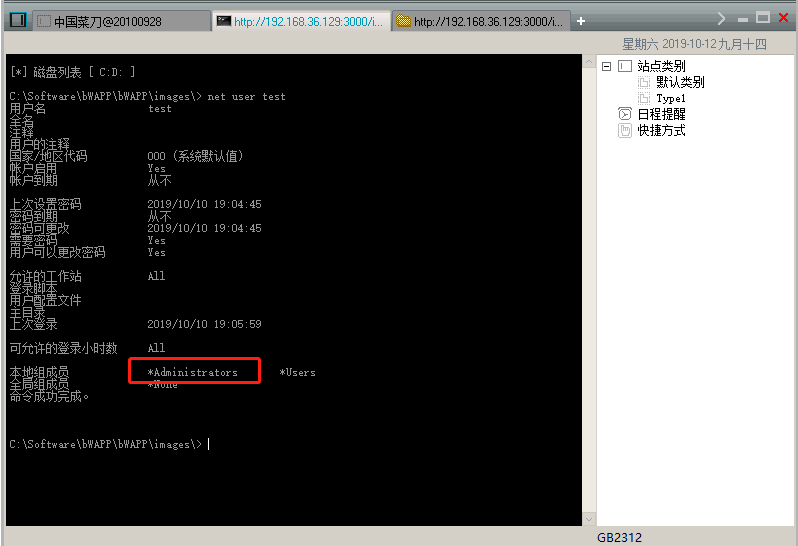 中国菜刀@20100928
http://192.168.36.129:3000/i...
http://192.168.36.129:3000/i...
星期六 2019-10-12 九月十四
[*] 磁盘列表 [ C:D: ]
C:\Software\bWAPP\bWAPP\images\> net user test
用户名 test
全名
注释
用户的注释
国家/地区代码 000 (系统默认值)
帐户启用 Yes
帐户到期 从不
上次设置密码 2019/10/10 19:04:45
密码到期 从不
密码可更改 2019/10/10 19:04:45
需要密码 Yes
用户可以更改密码 Yes
允许的工作站 All
登录脚本
用户配置文件
主目录
上次登录 2019/10/10 19:05:59
可允许的登录小时数 All
本地组成员 *Administrators *Users
全局组成员 *None
命令成功完成。
C:\Software\bWAPP\bWAPP\images\>
站点类别
默认类别
Type1
日程提醒
快捷方式
GB2312